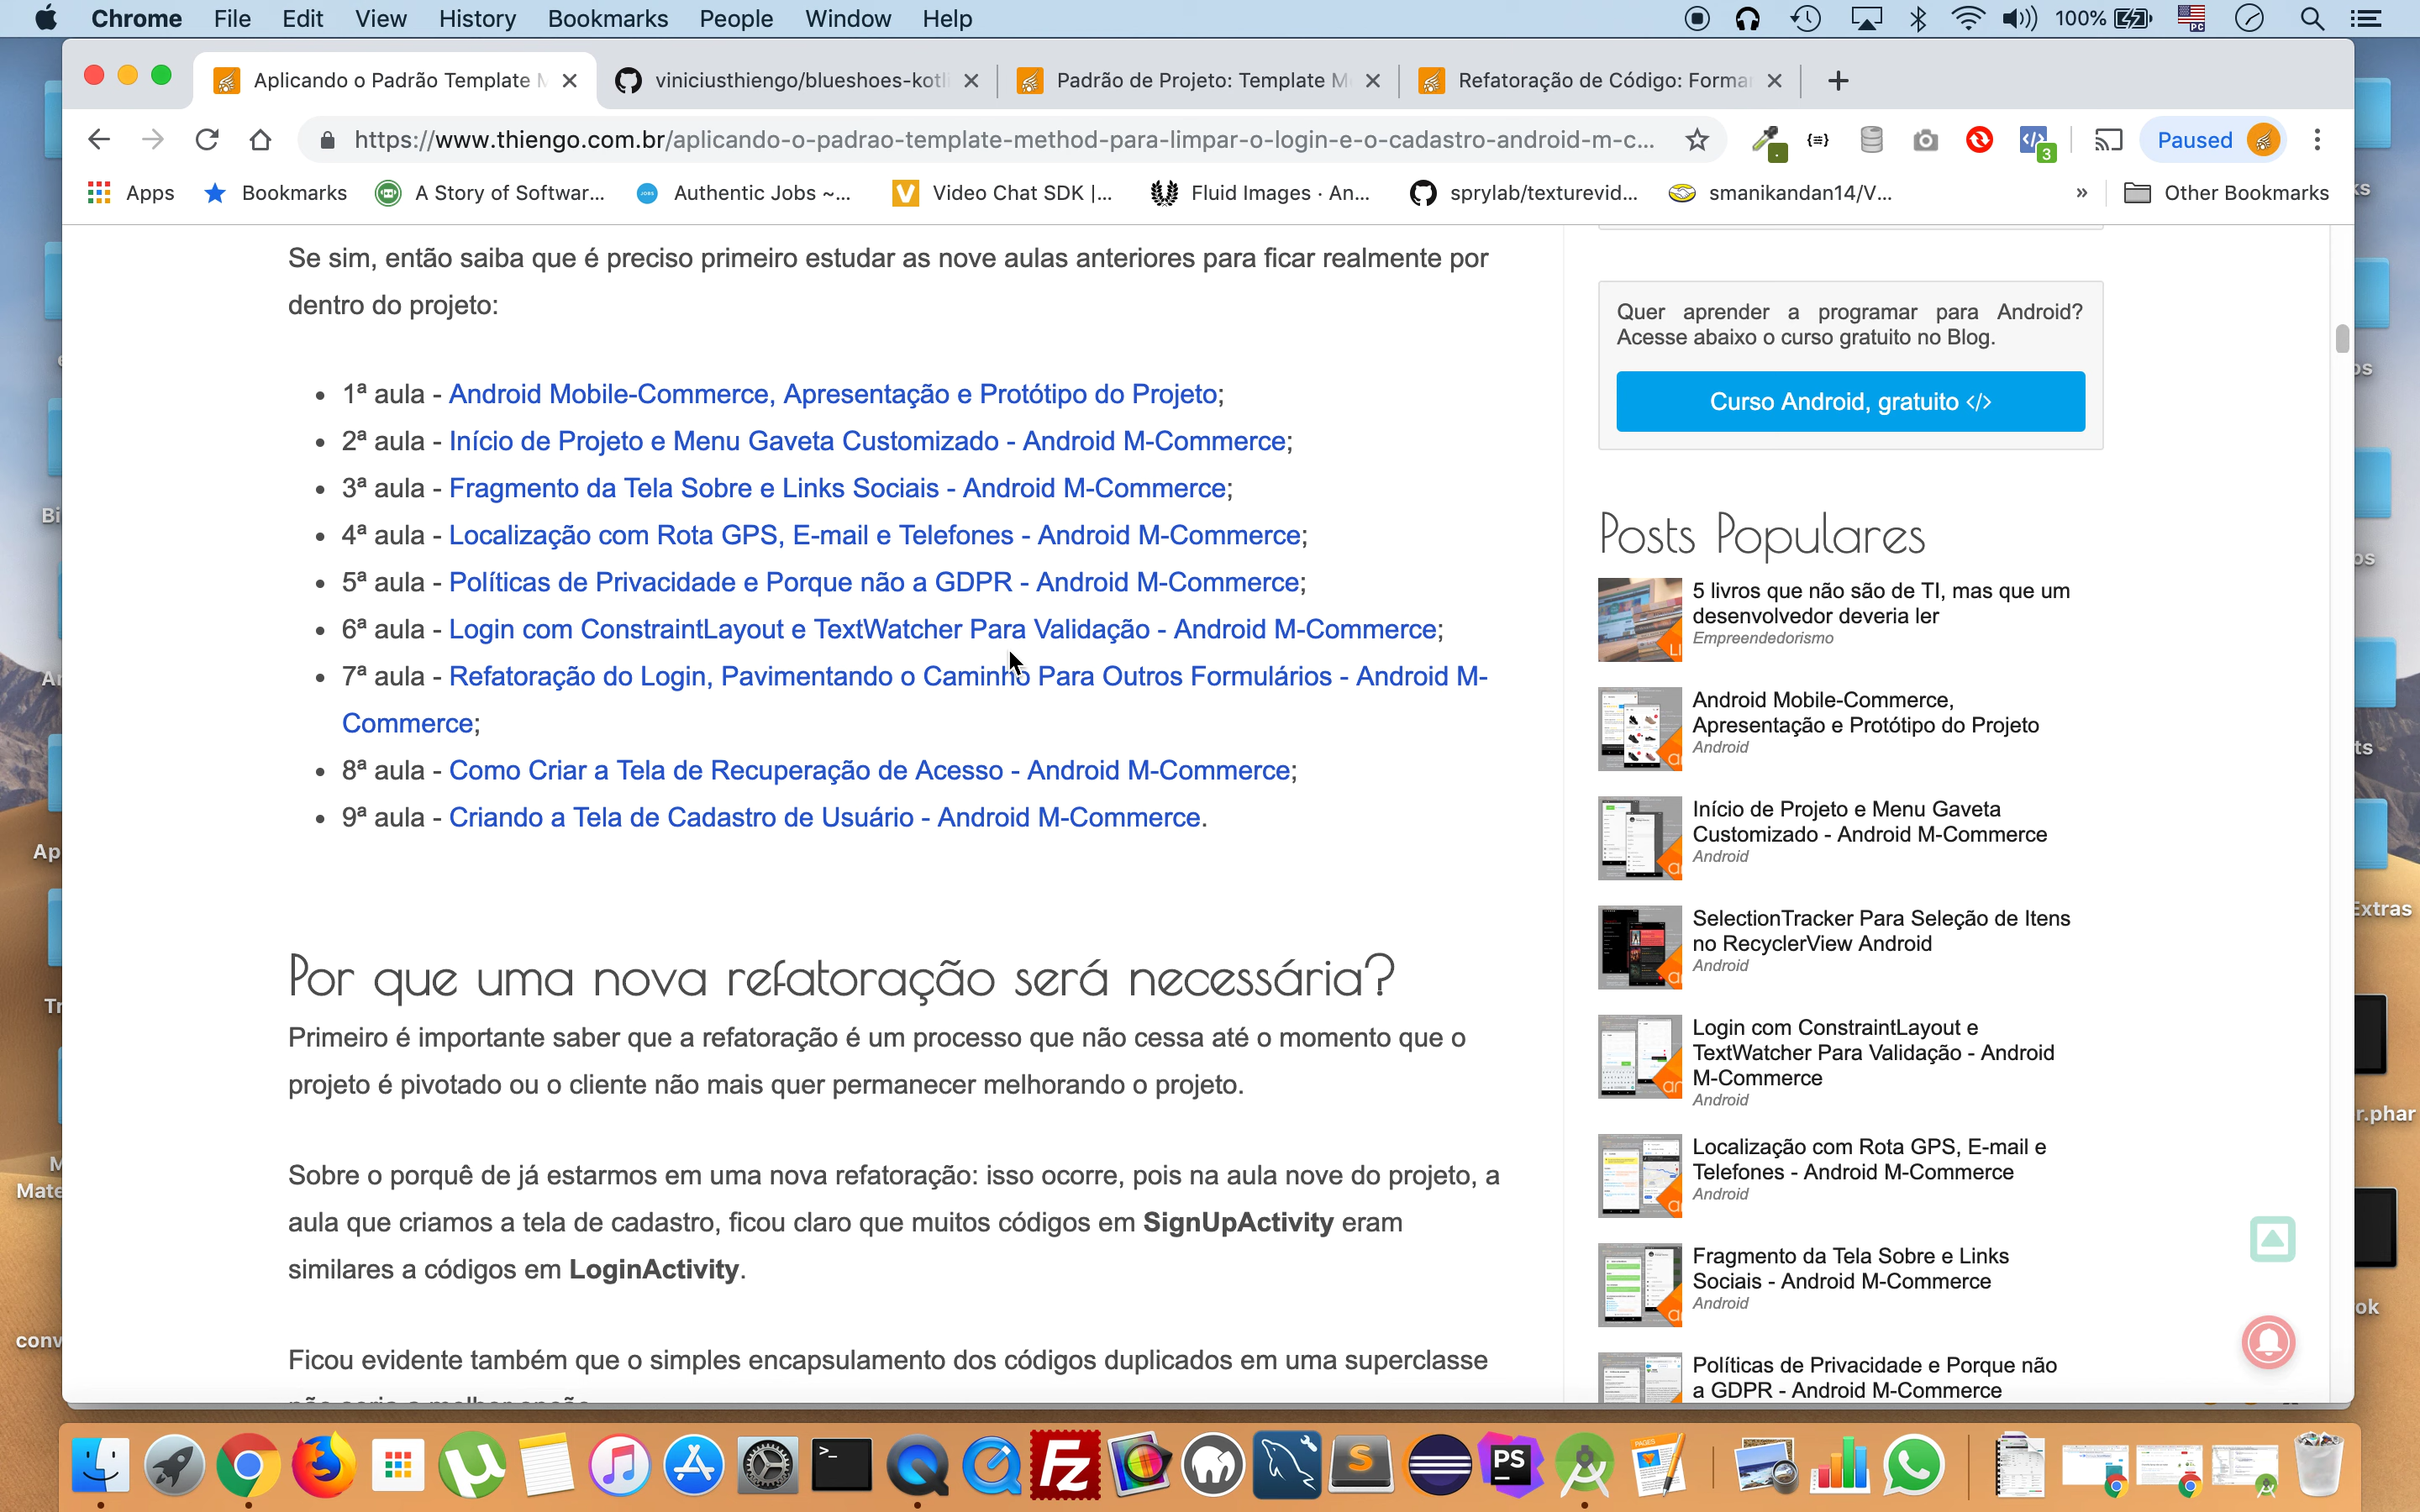 Chrome File Edit View History Bookmarks People Window Help 100%
Aplicando o Padrão Template M
viniciusthiengo/blueshoes-kotli
Padrão de Projeto: Template M
Refatoração de Código: Forma
https://www.thiengo.com.br/aplicando-o-padrao-template-method-para-limpar-o-login-e-o-cadastro-android-m-c...
3
Paused
Apps Bookmarks A Story of Softwar... Authentic Jobs ~... Video Chat SDK |... Fluid Images · An... sprylab/texturevid... smanikandan14/V... » Other Bookmarks
Se sim, então saiba que é preciso primeiro estudar as nove aulas anteriores para ficar realmente por
dentro do projeto:
• 1ª aula - Android Mobile-Commerce, Apresentação e Protótipo do Projeto;
• 2ª aula - Início de Projeto e Menu Gaveta Customizado - Android M-Commerce;
• 3ª aula - Fragmento da Tela Sobre e Links Sociais - Android M-Commerce;
• 4ª aula - Localização com Rota GPS, E-mail e Telefones - Android M-Commerce;
• 5ª aula - Políticas de Privacidade e Porque não a GDPR - Android M-Commerce;
• 6ª aula - Login com ConstraintLayout e TextWatcher Para Validação - Android M-Commerce;
• 7ª aula - Refatoração do Login, Pavimentando o Caminho Para Outros Formulários - Android M-
Commerce;
• 8ª aula - Como Criar a Tela de Recuperação de Acesso - Android M-Commerce;
• 9ª aula - Criando a Tela de Cadastro de Usuário - Android M-Commerce.
Por que uma nova refatoração será necessária?
Primeiro é importante saber que a refatoração é um processo que não cessa até o momento que o
projeto é pivotado ou o cliente não mais quer permanecer melhorando o projeto.
Sobre o porquê de já estarmos em uma nova refatoração: isso ocorre, pois na aula nove do projeto, a
aula que criamos a tela de cadastro, ficou claro que muitos códigos em SignUpActivity eram
similares a códigos em LoginActivity.
Ficou evidente também que o simples encapsulamento dos códigos duplicados em uma superclasse
Quer aprender a programar para Android?
Acesse abaixo o curso gratuito no Blog.
Curso Android, gratuito </>
Posts Populares
5 livros que não são de TI, mas que um
desenvolvedor deveria ler
Empreendedorismo
Android Mobile-Commerce,
Apresentação e Protótipo do Projeto
Android
Início de Projeto e Menu Gaveta
Customizado - Android M-Commerce
Android
SelectionTracker Para Seleção de Itens
no RecyclerView Android
Android
Login com ConstraintLayout e
TextWatcher Para Validação - Android
M-Commerce
Android
Localização com Rota GPS, E-mail e
Telefones - Android M-Commerce
Android
Fragmento da Tela Sobre e Links
Sociais - Android M-Commerce
Android
Políticas de Privacidade e Porque não
a GDPR - Android M-Commerce
Extras
r.phar
ok
Bi
Ap
Tr
Mate
conv
PS
PAGES